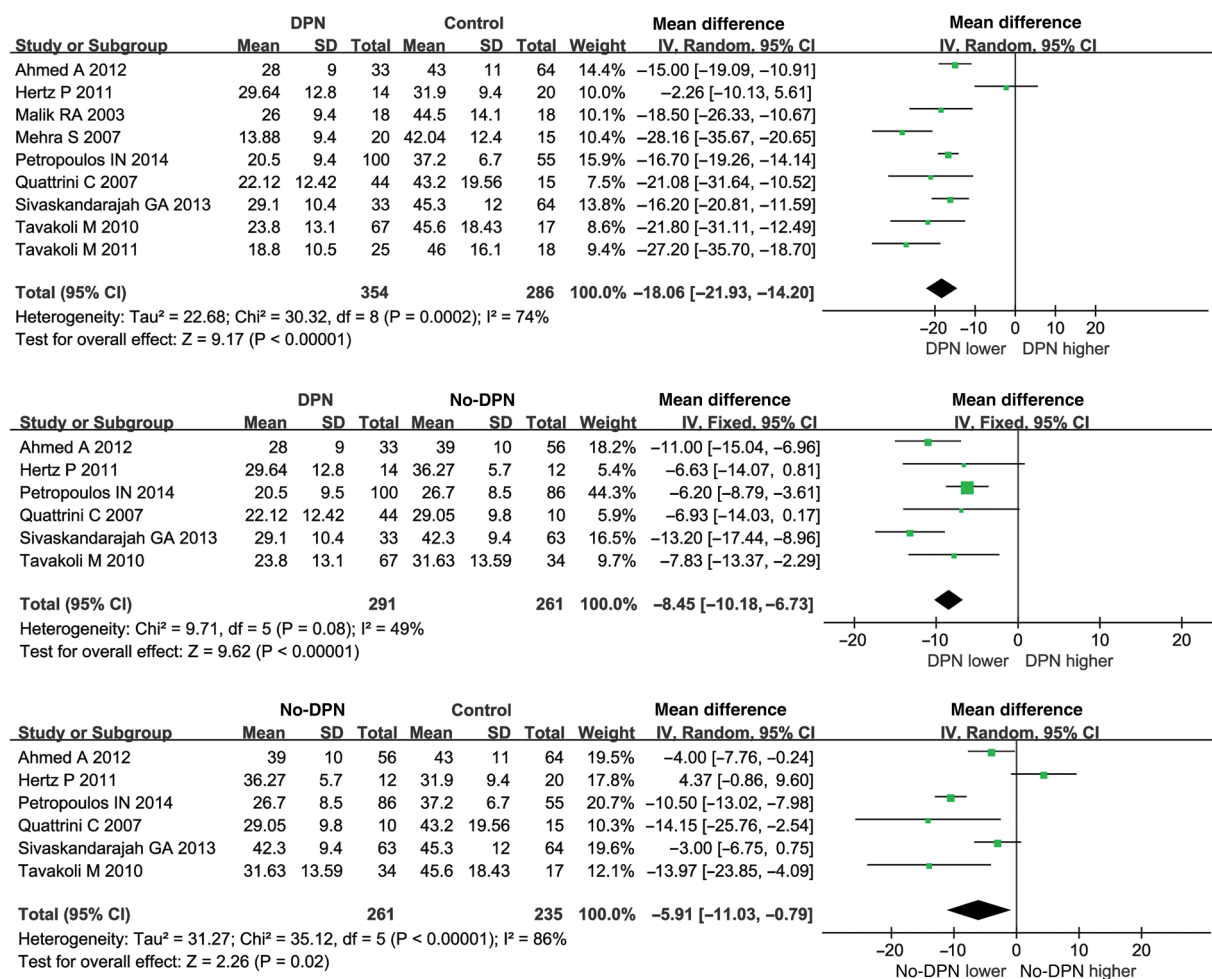 DPN Control Mean difference Mean difference
Study or Subgroup Mean SD Total Mean SD Total Weight IV, Random, 95% CI IV, Random, 95% CI
Ahmed A 2012 28 9 33 43 11 64 14.4% −15.00 [−19.09, −10.91]
Hertz P 2011 29.64 12.8 14 31.9 9.4 20 10.0% −2.26 [−10.13, 5.61]
Malik RA 2003 26 9.4 18 44.5 14.1 18 10.1% −18.50 [−26.33, −10.67]
Mehra S 2007 13.88 9.4 20 42.04 12.4 15 10.4% −28.16 [−35.67, −20.65]
Petropoulos IN 2014 20.5 9.4 100 37.2 6.7 55 15.9% −16.70 [−19.26, −14.14]
Quattrini C 2007 22.12 12.42 44 43.2 19.56 15 7.5% −21.08 [−31.64, −10.52]
Sivaskandarajah GA 2013 29.1 10.4 33 45.3 12 64 13.8% −16.20 [−20.81, −11.59]
Tavakoli M 2010 23.8 13.1 67 45.6 18.43 17 8.6% −21.80 [−31.11, −12.49]
Tavakoli M 2011 18.8 10.5 25 46 16.1 18 9.4% −27.20 [−35.70, −18.70]
Total (95% CI) 354 286 100.0% −18.06 [−21.93, −14.20]
Heterogeneity: Tau² = 22.68; Chi² = 30.32, df = 8 (P = 0.0002); I² = 74%
Test for overall effect: Z = 9.17 (P < 0.00001)
−20 −10 0 10 20
DPN lower DPN higher
DPN No-DPN Mean difference Mean difference
Study or Subgroup Mean SD Total Mean SD Total Weight IV, Fixed, 95% CI IV, Fixed, 95% CI
Ahmed A 2012 28 9 33 39 10 56 18.2% −11.00 [−15.04, −6.96]
Hertz P 2011 29.64 12.8 14 36.27 5.7 12 5.4% −6.63 [−14.07, 0.81]
Petropoulos IN 2014 20.5 9.5 100 26.7 8.5 86 44.3% −6.20 [−8.79, −3.61]
Quattrini C 2007 22.12 12.42 44 29.05 9.8 10 5.9% −6.93 [−14.03, 0.17]
Sivaskandarajah GA 2013 29.1 10.4 33 42.3 9.4 63 16.5% −13.20 [−17.44, −8.96]
Tavakoli M 2010 23.8 13.1 67 31.63 13.59 34 9.7% −7.83 [−13.37, −2.29]
Total (95% CI) 291 261 100.0% −8.45 [−10.18, −6.73]
Heterogeneity: Chi² = 9.71, df = 5 (P = 0.08); I² = 49%
Test for overall effect: Z = 9.62 (P < 0.00001)
−20 −10 0 10 20
DPN lower DPN higher
No-DPN Control Mean difference Mean difference
Study or Subgroup Mean SD Total Mean SD Total Weight IV, Random, 95% CI IV, Random, 95% CI
Ahmed A 2012 39 10 56 43 11 64 19.5% −4.00 [−7.76, −0.24]
Hertz P 2011 36.27 5.7 12 31.9 9.4 20 17.8% 4.37 [−0.86, 9.60]
Petropoulos IN 2014 26.7 8.5 86 37.2 6.7 55 20.7% −10.50 [−13.02, −7.98]
Quattrini C 2007 29.05 9.8 10 43.2 19.56 15 10.3% −14.15 [−25.76, −2.54]
Sivaskandarajah GA 2013 42.3 9.4 63 45.3 12 64 19.6% −3.00 [−6.75, 0.75]
Tavakoli M 2010 31.63 13.59 34 45.6 18.43 17 12.1% −13.97 [−23.85, −4.09]
Total (95% CI) 261 235 100.0% −5.91 [−11.03, −0.79]
Heterogeneity: Tau² = 31.27; Chi² = 35.12, df = 5 (P < 0.00001); I² = 86%
Test for overall effect: Z = 2.26 (P = 0.02)
−20 −10 0 10 20
No-DPN lower No-DPN higher